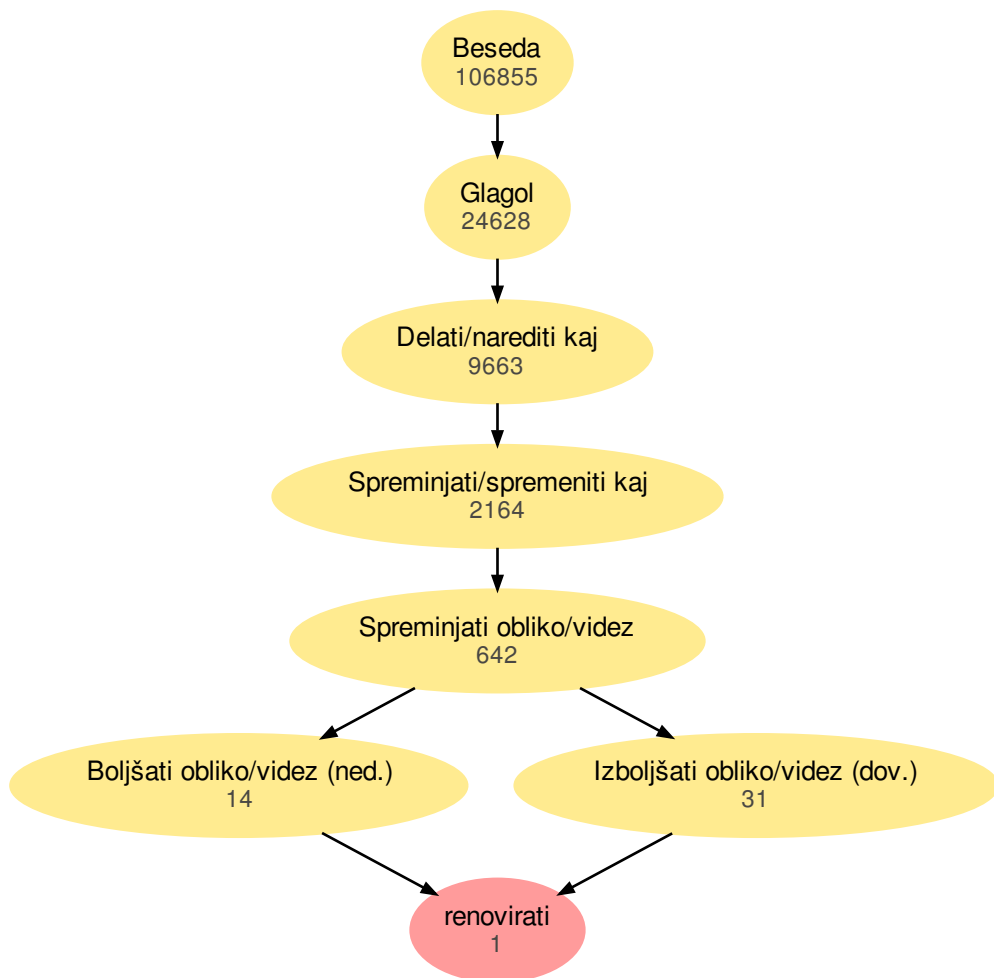 Beseda
106855
Glagol
24628
Delati/narediti kaj
9663
Spreminjati/spremeniti kaj
2164
Spreminjati obliko/videz
642
Boljšati obliko/videz (ned.)
14
Izboljšati obliko/videz (dov.)
31
renovirati
1